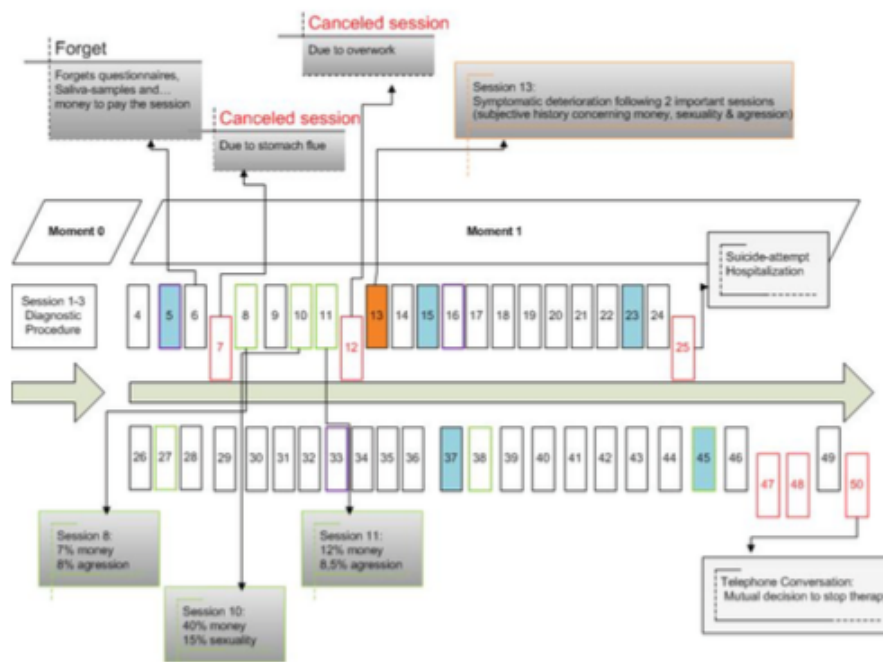 Canceled session
Due to overwork
Forget
Forgets questionnaires,
Saliva-samples and…
money to pay the session
Canceled session
Due to stomach flue
Session 13:
Symptomatic deterioration following 2 important sessions
(subjective history concerning money, sexuality & agression)
Moment 0
Moment 1
Suicide-attempt
Hospitalization
Session 1-3
Diagnostic
Procedure
4
5
6
7
8
9
10
11
12
13
14
15
16
17
18
19
20
21
22
23
24
25
26
27
28
29
30
31
32
33
34
35
36
37
38
39
40
41
42
43
44
45
46
47
48
49
50
Session 8:
7% money
8% agression
Session 10:
40% money
15% sexuality
Session 11:
12% money
8,5% agression
Telephone Conversation:
Mutual decision to stop therap